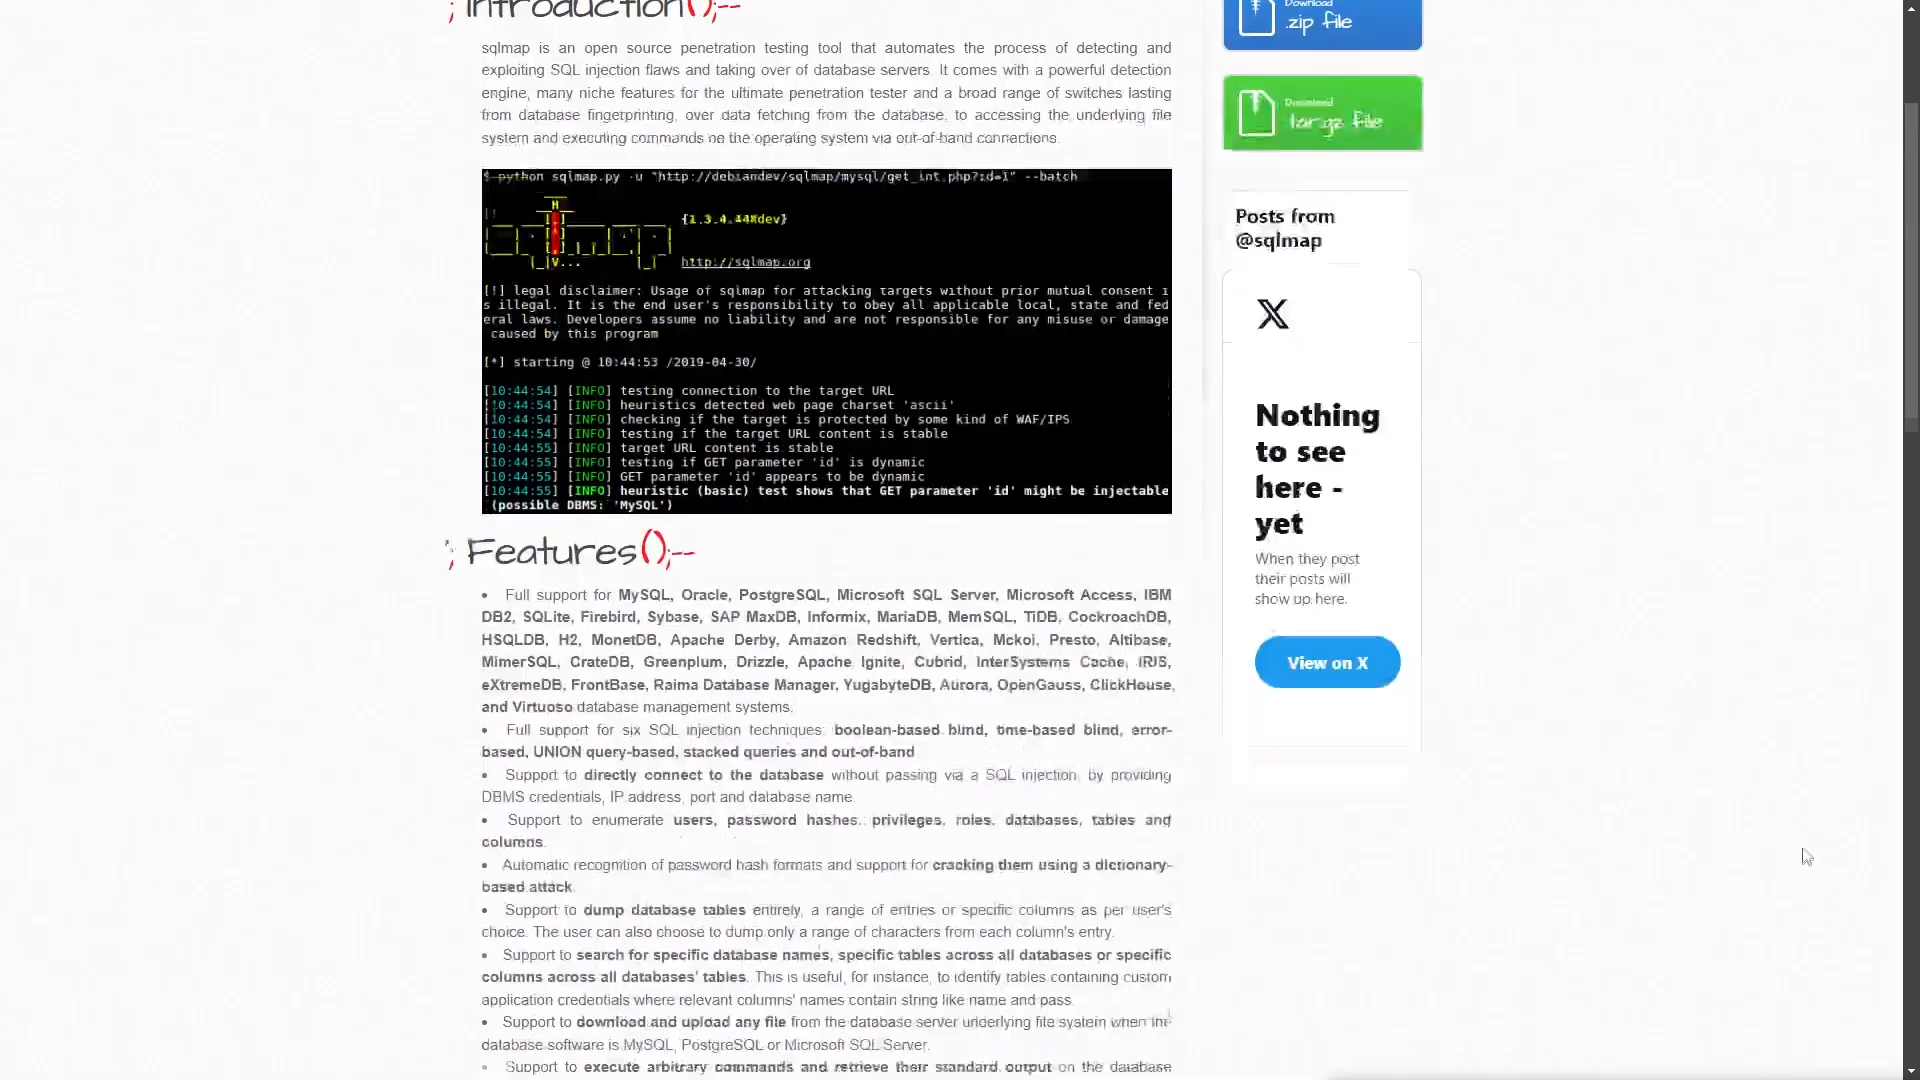 Introduction();--
sqlmap is an open source penetration testing tool that automates the process of detecting and
exploiting SQL injection flaws and taking over of database servers. It comes with a powerful detection
engine, many niche features for the ultimate penetration tester and a broad range of switches lasting
from database fingerprinting, over data fetching from the database, to accessing the underlying file
system and executing commands on the operating system via out-of-band connections.
$ python sqlmap.py -u "http://debiandev/sqlmap/mysql/get_int.php?id=1" --batch
{1.3.4.44#dev}
http://sqlmap.org
[!] legal disclaimer: Usage of sqlmap for attacking targets without prior mutual consent i
s illegal. It is the end user's responsibility to obey all applicable local, state and fed
eral laws. Developers assume no liability and are not responsible for any misuse or damage
caused by this program
[*] starting @ 10:44:53 /2019-04-30/
[10:44:54] [INFO] testing connection to the target URL
[10:44:54] [INFO] heuristics detected web page charset 'ascii'
[10:44:54] [INFO] checking if the target is protected by some kind of WAF/IPS
[10:44:54] [INFO] testing if the target URL content is stable
[10:44:55] [INFO] target URL content is stable
[10:44:55] [INFO] testing if GET parameter 'id' is dynamic
[10:44:55] [INFO] GET parameter 'id' appears to be dynamic
[10:44:55] [INFO] heuristic (basic) test shows that GET parameter 'id' might be injectable
(possible DBMS: 'MySQL')
'; Features();--
• Full support for MySQL, Oracle, PostgreSQL, Microsoft SQL Server, Microsoft Access, IBM
DB2, SQLite, Firebird, Sybase, SAP MaxDB, Informix, MariaDB, MemSQL, TiDB, CockroachDB,
HSQLDB, H2, MonetDB, Apache Derby, Amazon Redshift, Vertica, Mckoi, Presto, Altibase,
MimerSQL, CrateDB, Greenplum, Drizzle, Apache Ignite, Cubrid, InterSystems Cache, IRIS,
eXtremeDB, FrontBase, Raima Database Manager, YugabyteDB, Aurora, OpenGauss, ClickHouse,
and Virtuoso database management systems.
• Full support for six SQL injection techniques: boolean-based blind, time-based blind, error-
based, UNION query-based, stacked queries and out-of-band
• Support to directly connect to the database without passing via a SQL injection, by providing
DBMS credentials, IP address, port and database name.
• Support to enumerate users, password hashes, privileges, roles, databases, tables and
columns.
• Automatic recognition of password hash formats and support for cracking them using a dictionary-
based attack
• Support to dump database tables entirely, a range of entries or specific columns as per user's
choice. The user can also choose to dump only a range of characters from each column's entry.
• Support to search for specific database names, specific tables across all databases or specific
columns across all databases' tables. This is useful, for instance, to identify tables containing custom
application credentials where relevant columns' names contain string like name and pass.
• Support to download and upload any file from the database server underlying file system when the
database software is MySQL, PostgreSQL or Microsoft SQL Server.
• Support to execute arbitrary commands and retrieve their standard output on the database
Download
.zip file
Download
.tar.gz file
Posts from
@sqlmap
Nothing
to see
here -
yet
When they post
their posts will
show up here.
View on X